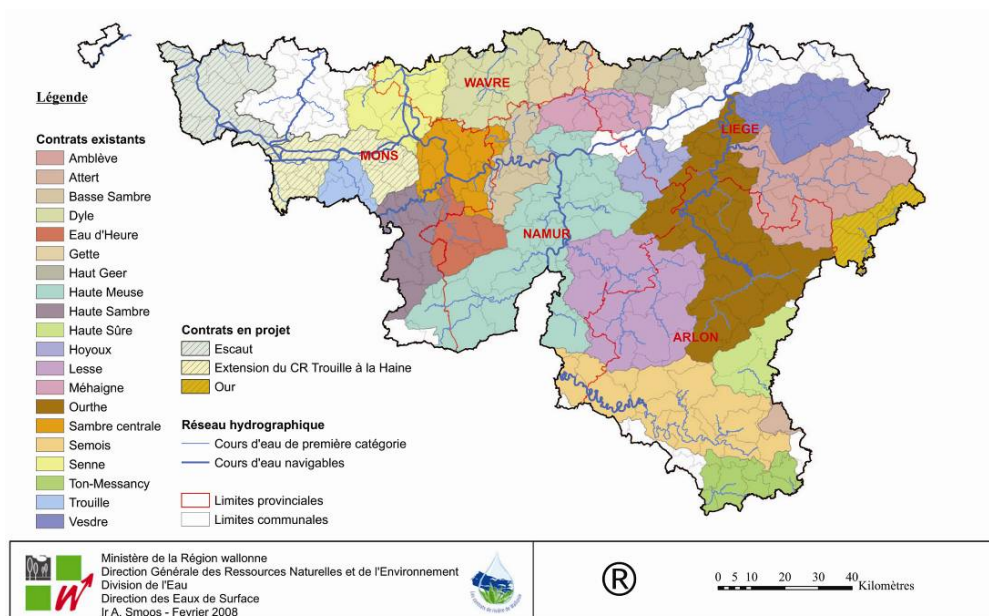 Légende
Contrats existants
Amblève
Attert
Basse Sambre
Dyle
Eau d'Heure
Gette
Haut Geer
Haute Meuse
Haute Sambre
Haute Sûre
Hoyoux
Lesse
Méhaigne
Ourthe
Sambre centrale
Semois
Senne
Ton-Messancy
Trouille
Vesdre
Contrats en projet
Escaut
Extension du CR Trouille à la Haine
Our
Réseau hydrographique
Cours d'eau de première catégorie
Cours d'eau navigables
Limites provinciales
Limites communales
WAVRE
MONS
LIEGE
NAMUR
ARLON
Ministère de la Région wallonne
Direction Générale des Ressources Naturelles et de l'Environnement
Division de l'Eau
Direction des Eaux de Surface
Ir A. Smoos - Fevrier 2008
W
®
0 5 10 20 30 40
Kilomètres